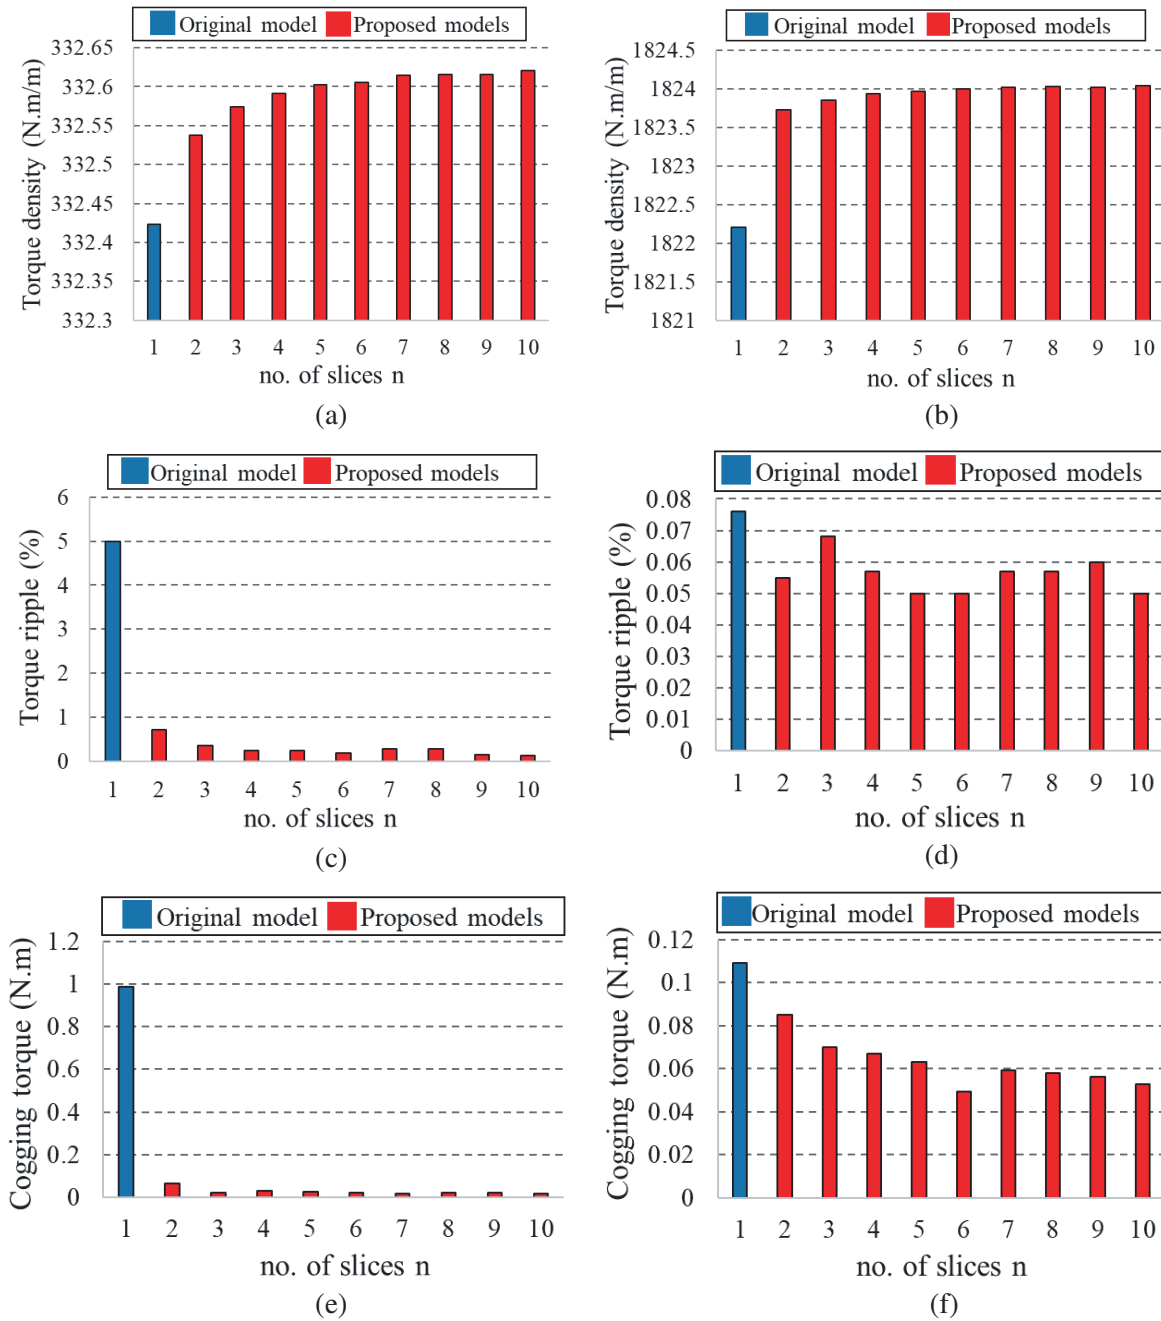 Original model Proposed models
332.65
332.6
332.55
332.5
332.45
332.4
332.35
332.3
Torque density (N.m/m)
1 2 3 4 5 6 7 8 9 10
no. of slices n
(a)
Original model Proposed models
1824.5
1824
1823.5
1823
1822.5
1822
1821.5
1821
Torque density (N.m/m)
1 2 3 4 5 6 7 8 9 10
no. of slices n
(b)
Original model Proposed models
6
5
4
3
2
1
0
Torque ripple (%)
1 2 3 4 5 6 7 8 9 10
no. of slices n
(c)
Original model Proposed models
0.08
0.07
0.06
0.05
0.04
0.03
0.02
0.01
0
Torque ripple (%)
1 2 3 4 5 6 7 8 9 10
no. of slices n
(d)
Original model Proposed models
1.2
1
0.8
0.6
0.4
0.2
0
Cogging torque (N.m)
1 2 3 4 5 6 7 8 9 10
no. of slices n
(e)
Original model Proposed models
0.12
0.1
0.08
0.06
0.04
0.02
0
Cogging torque (N.m)
1 2 3 4 5 6 7 8 9 10
no. of slices n
(f)